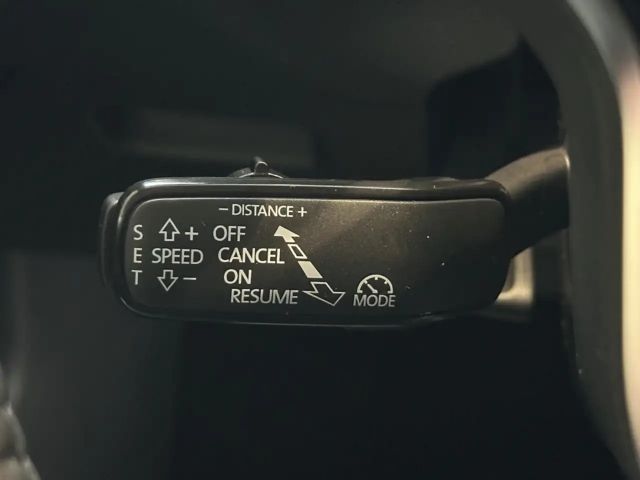 - DISTANCE +
S + OFF
E SPEED CANCEL
T - ON
RESUME MODE